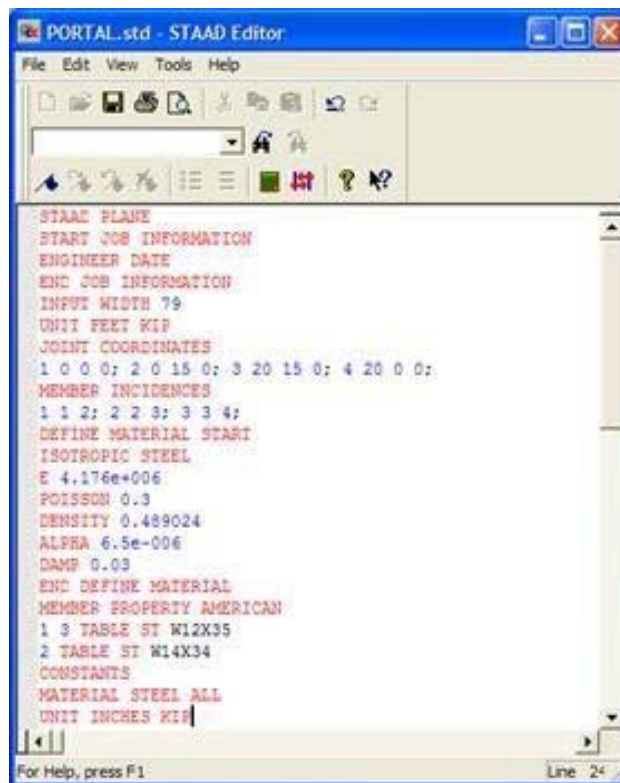 PORTAL.std - STAAD Editor
File Edit View Tools Help
STAAD PLANE
START JOB INFORMATION
ENGINEER DATE
END JOB INFORMATION
INPUT WIDTH 79
UNIT FEET KIP
JOINT COORDINATES
1 0 0 0; 2 0 15 0; 3 20 15 0; 4 20 0 0;
MEMBER INCIDENCES
1 1 2; 2 2 3; 3 3 4;
DEFINE MATERIAL START
ISOTROPIC STEEL
E 4.176e+006
POISSON 0.3
DENSITY 0.489024
ALPHA 6.5e-006
DAMP 0.03
END DEFINE MATERIAL
MEMBER PROPERTY AMERICAN
1 3 TABLE ST W12X35
2 TABLE ST W14X34
CONSTANTS
MATERIAL STEEL ALL
UNIT INCHES KIP
For Help, press F1
Line